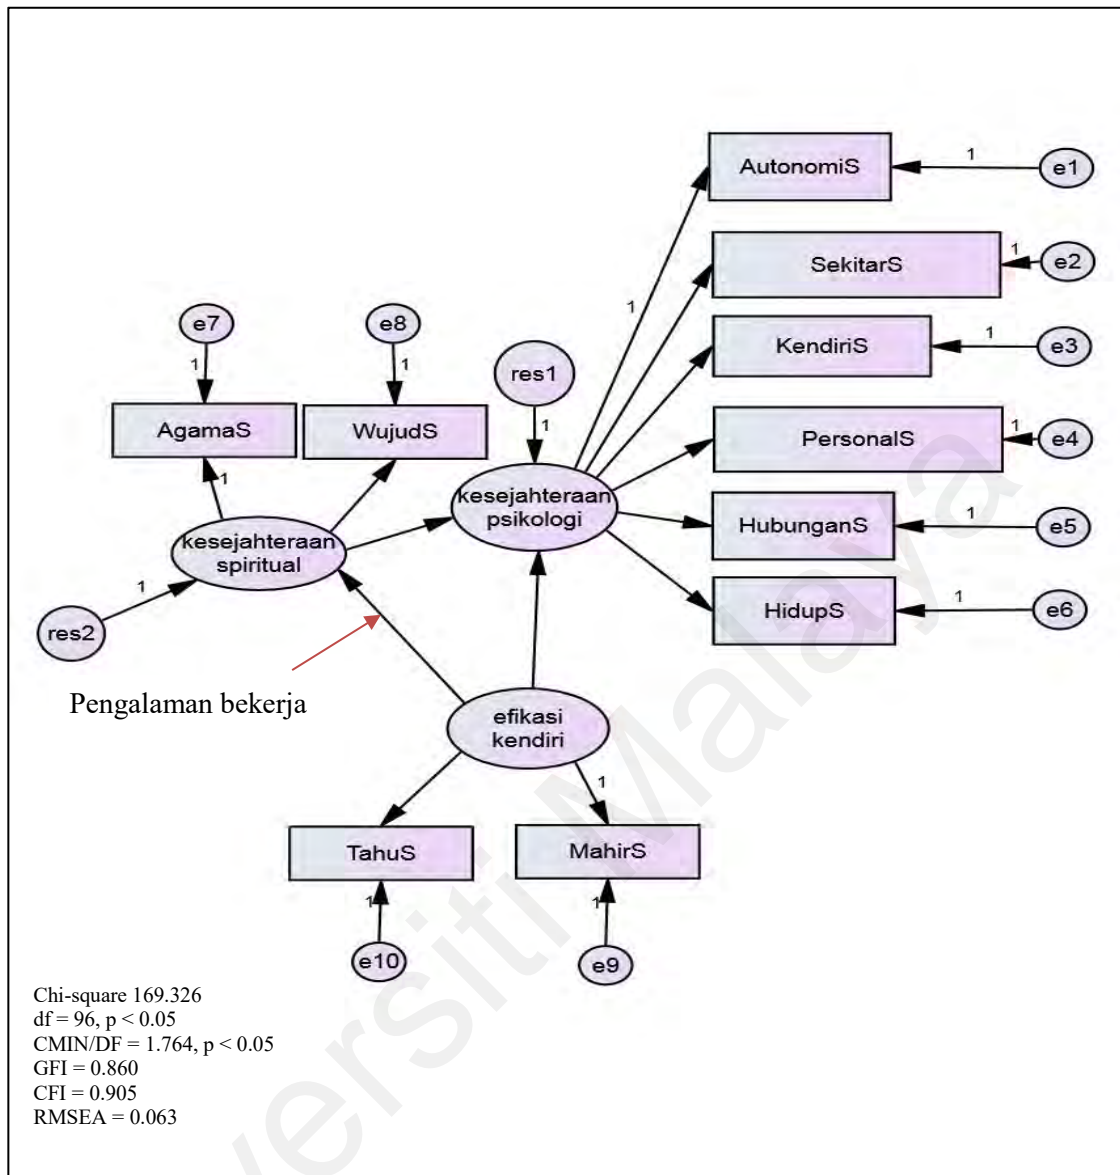 AutonomiS
1
e1
SekitarS
1
e2
1
KendiriS
1
e3
e7
e8
res1
1
1
1
AgamaS
WujudS
PersonalS
1
e4
1
kesejahteraan
psikologi
HubunganS
1
e5
kesejahteraan
spiritual
1
res2
HidupS
1
e6
Pengalaman bekerja
efikasi
kendiri
1
TahuS
MahirS
1
1
e10
e9
Chi-square 169.326
df = 96, p < 0.05
CMIN/DF = 1.764, p < 0.05
GFI = 0.860
CFI = 0.905
RMSEA = 0.063
versiti Malaya